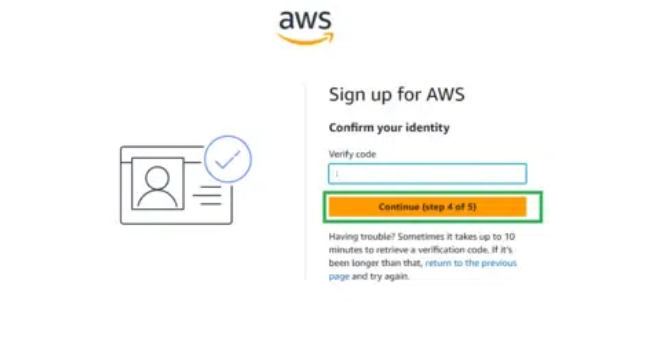 aws
Sign up for AWS
Confirm your identity
Verify code
Continue (step 4 of 5)
Having trouble? Sometimes it takes up to 10
minutes to retrieve a verification code. If it's
been longer than that, return to the previous
page and try again.